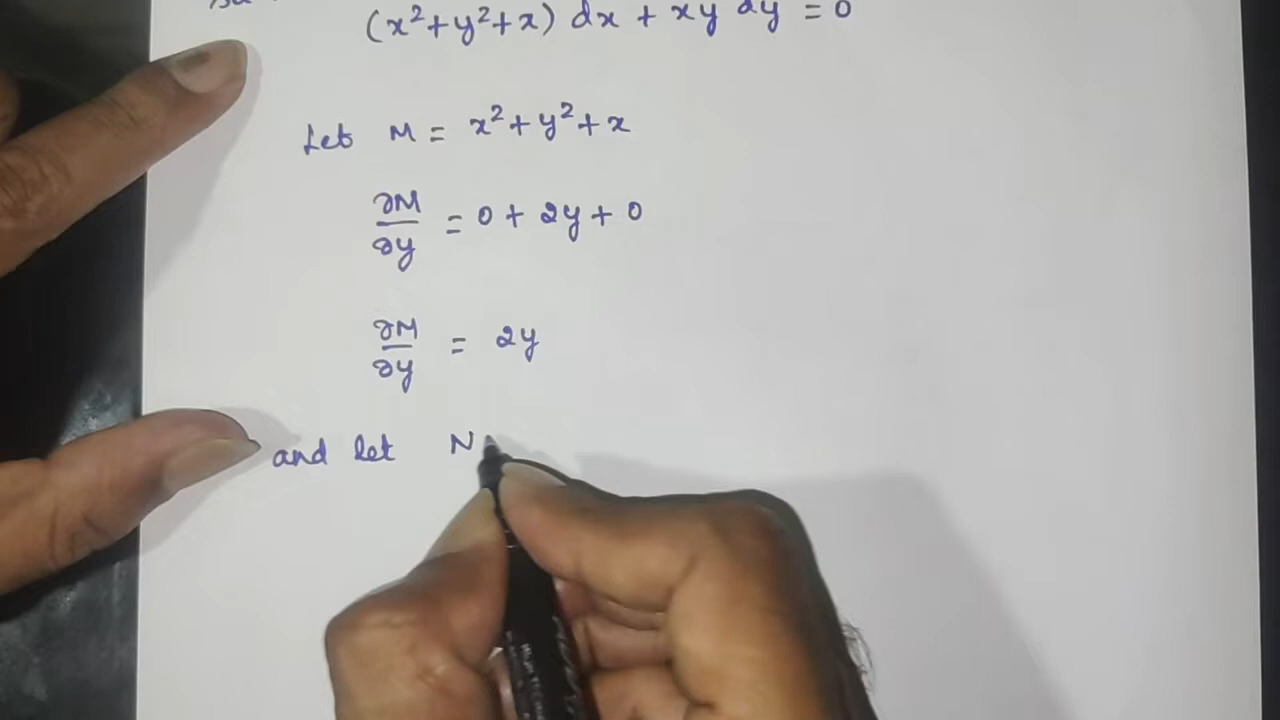 (x²+y²+x) dx + xy dy = 0
Let M = x²+y²+x
∂M/∂y = 0 + 2y + 0
∂M/∂y = 2y
and let N